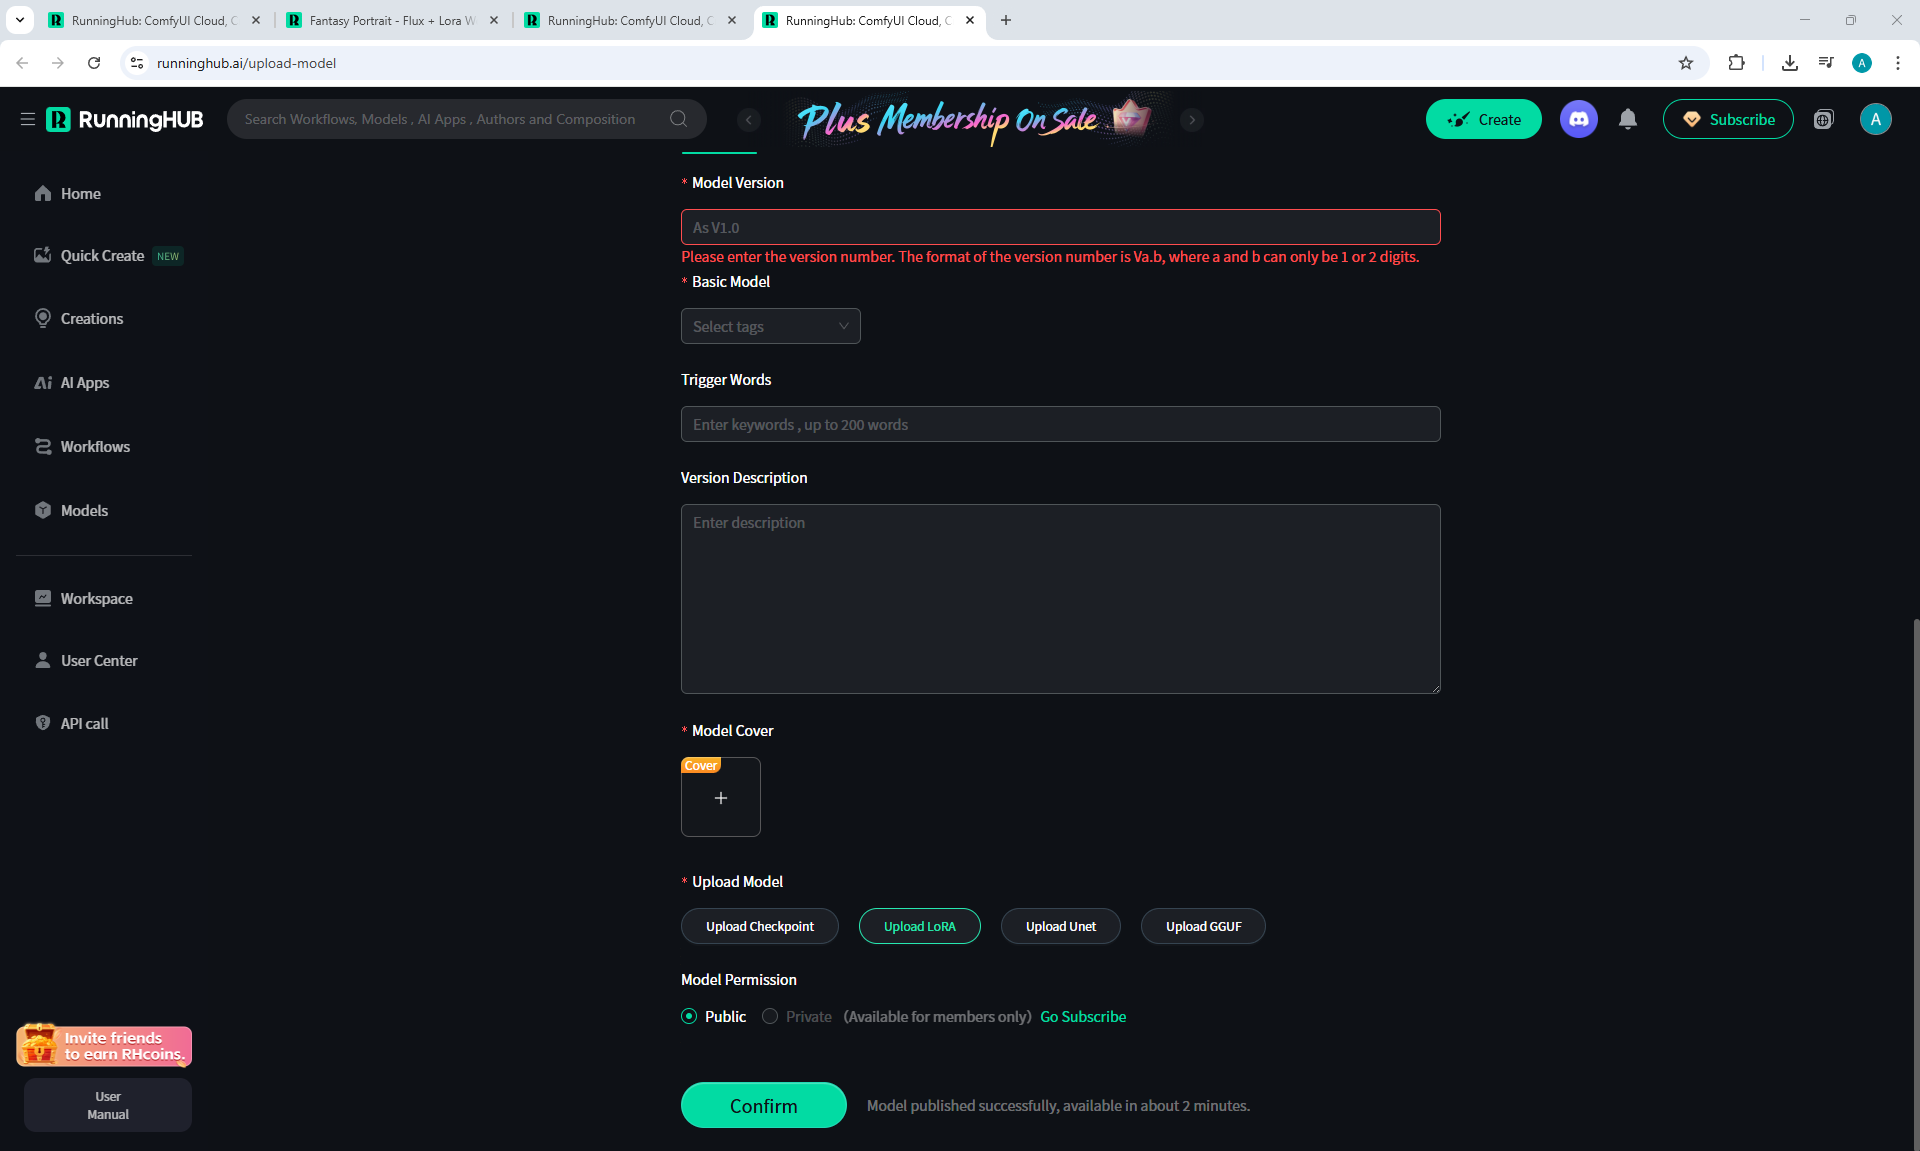 RunningHub: ComfyUI Cloud, C
Fantasy Portrait - Flux + Lora W
RunningHub: ComfyUI Cloud, C
RunningHub: ComfyUI Cloud, C
runninghub.ai/upload-model
A
RunningHUB
Search Workflows, Models , AI Apps , Authors and Composition
Plus Membership On Sale
Create
Subscribe
A
Home
Quick Create NEW
Creations
AI Apps
Workflows
Models
Workspace
User Center
API call
Invite friends
to earn RHcoins.
User
Manual
* Model Version
As V1.0
Please enter the version number. The format of the version number is Va.b, where a and b can only be 1 or 2 digits.
* Basic Model
Select tags
Trigger Words
Enter keywords , up to 200 words
Version Description
Enter description
* Model Cover
Cover
* Upload Model
Upload Checkpoint
Upload LoRA
Upload Unet
Upload GGUF
Model Permission
Public
Private
(Available for members only)
Go Subscribe
Confirm
Model published successfully, available in about 2 minutes.